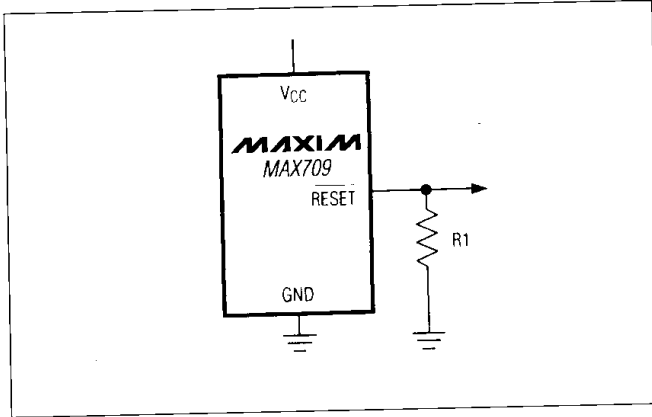 VCC
MAXIM
MAX709
RESET
R1
GND